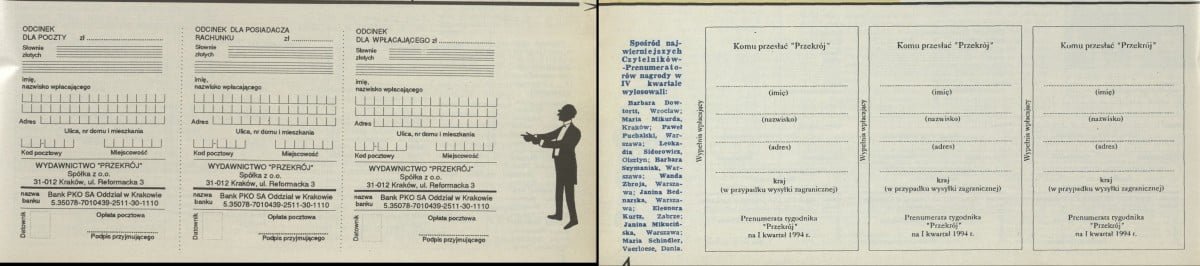 ODCINEK
DLA POCZTY zł
Słownie
złotych
imię,
nazwisko wpłacającego
Adres
Ulica, nr domu i mieszkania
Kod pocztowy Miejscowość
WYDAWNICTWO "PRZEKRÓJ"
Spółka z o.o.
31-012 Kraków, ul. Reformacka 3
nazwa Bank PKO SA Oddział w Krakowie
banku 5.35078-7010439-2511-30-1110
Datownik
Opłata pocztowa
Podpis przyjmującego
ODCINEK DLA POSIADACZA
RACHUNKU zł
Słownie
złotych
imię,
nazwisko wpłacającego
Adres
Ulica, nr domu i mieszkania
Kod pocztowy Miejscowość
WYDAWNICTWO "PRZEKRÓJ"
Spółka z o.o.
31-012 Kraków, ul. Reformacka 3
nazwa Bank PKO SA Oddział w Krakowie
banku 5.35078-7010439-2511-30-1110
Datownik
Opłata pocztowa
Podpis przyjmującego
ODCINEK
DLA WPŁACAJĄCEGO zł
Słownie
złotych
imię,
nazwisko wpłacającego
Adres
Ulica, nr domu i mieszkania
Kod pocztowy Miejscowość
WYDAWNICTWO "PRZEKRÓJ"
Spółka z o.o.
31-012 Kraków, ul. Reformacka 3
nazwa Bank PKO SA Oddział w Krakowie
banku 5.35078-7010439-2511-30-1110
Datownik
Opłata pocztowa
Podpis przyjmującego
Spośród naj-
wierniejszych
Czytelników-
-Prenumerato-
rów nagrody w
IV kwartale
wylosowali:
Barbara Dow-
tortt, Wrocław;
Maria Mikurda,
Kraków; Paweł
Puchalski, War-
szawa; Leoka-
dia Sidorowicz,
Olsztyn; Barbara
Szymaniak, War-
szawa; Wanda
Zbroja, Warsza-
wa; Janina Bed-
narska, Warsza-
wa; Eleonora
Kurtz, Zabrze;
Janina Mikuciń-
ska, Warszawa;
Maria Schindler,
Vaerloese, Dania.
Wypełnia wpłacający
Komu przesłać "Przekrój"
(imię)
(nazwisko)
(adres)
kraj
(w przypadku wysyłki zagranicznej)
Prenumerata tygodnika
"Przekrój"
na I kwartał 1994 r.
Wypełnia wpłacający
Komu przesłać "Przekrój"
(imię)
(nazwisko)
(adres)
kraj
(w przypadku wysyłki zagranicznej)
Prenumerata tygodnika
"Przekrój"
na I kwartał 1994 r.
Wypełnia wpłacający
Komu przesłać "Przekrój"
(imię)
(nazwisko)
(adres)
kraj
(w przypadku wysyłki zagranicznej)
Prenumerata tygodnika
"Przekrój"
na I kwartał 1994 r.